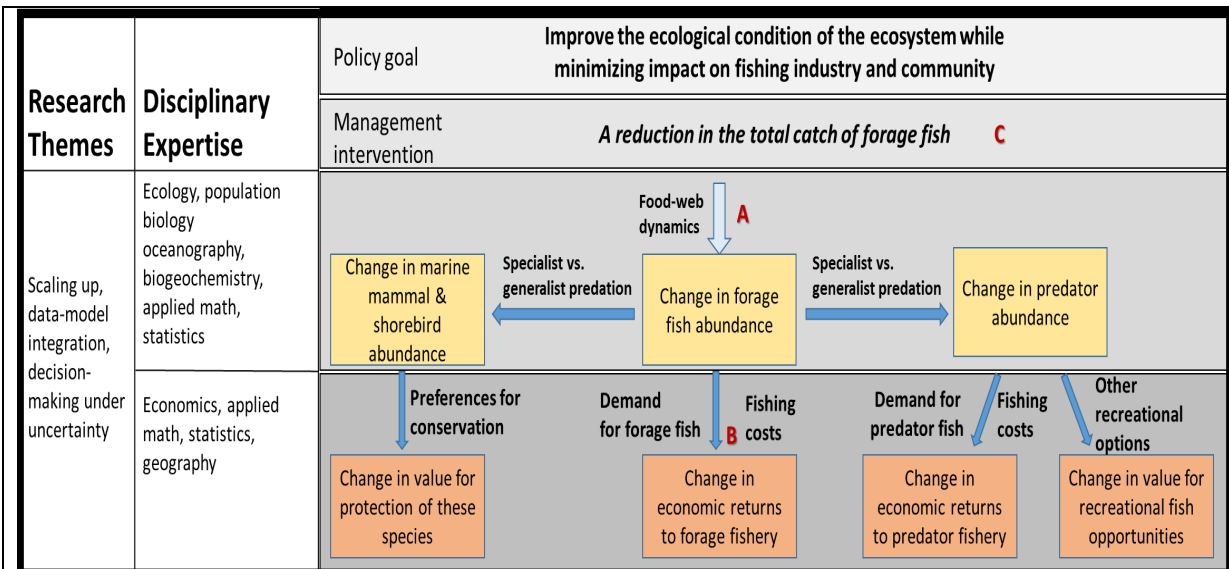 Research
Themes
Disciplinary
Expertise
Policy goal
Improve the ecological condition of the ecosystem while
minimizing impact on fishing industry and community
Management
intervention
A reduction in the total catch of forage fish
C
Scaling up,
data-model
integration,
decision-
making under
uncertainty
Ecology, population
biology
oceanography,
biogeochemistry,
applied math,
statistics
Food-web
dynamics
A
Change in marine
mammal &
shorebird
abundance
Specialist vs.
generalist predation
Change in forage
fish abundance
Specialist vs.
generalist predation
Change in predator
abundance
Economics, applied
math, statistics,
geography
Preferences for
conservation
Demand
for forage fish
B
Fishing
costs
Demand for
predator fish
Fishing
costs
Other
recreational
options
Change in value for
protection of these
species
Change in
economic returns
to forage fishery
Change in
economic returns
to predator fishery
Change in value for
recreational fish
opportunities